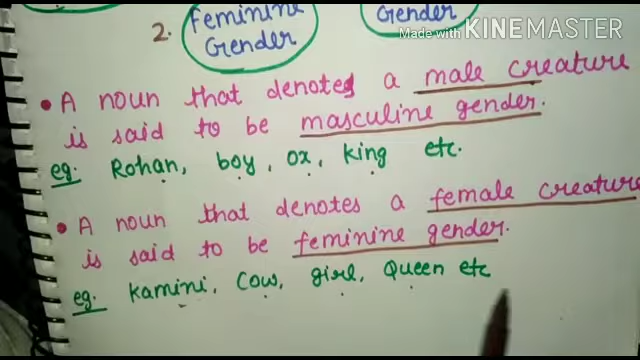 2. Feminine
Gender
Gender
Made with KINEMASTER
• A noun that denotes a male creature
is said to be masculine gender.
eg. Rohan, boy, ox, king etc.
• A noun that denotes a female creature
is said to be feminine gender.
eg. Kamini, Cow, girl, Queen etc